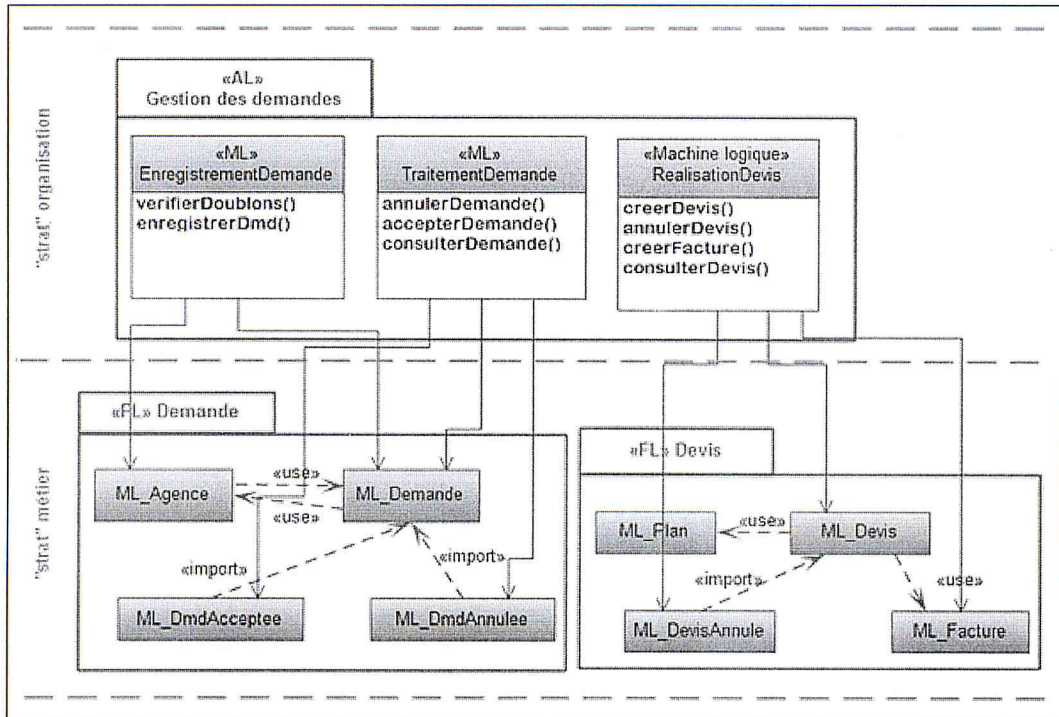 «AL»
Gestion des demandes
"strat" organisation
«ML»
EnregistrementDemande
verifierDoublons()
enregistrerDmd()
«ML»
TraitementDemande
annulerDemande()
accepterDemande()
consulterDemande()
«Machine logique»
RealisationDevis
creerDevis()
annulerDevis()
creerFacture()
consulterDevis()
"strat" métier
«FL» Demande
ML_Agence
«use»
«use»
ML_Demande
«import»
«import»
ML_DmdAcceptee
ML_DmdAnnulee
«FL» Devis
ML_Plan
«use»
ML_Devis
«import»
«use»
ML_DevisAnnule
ML_Facture